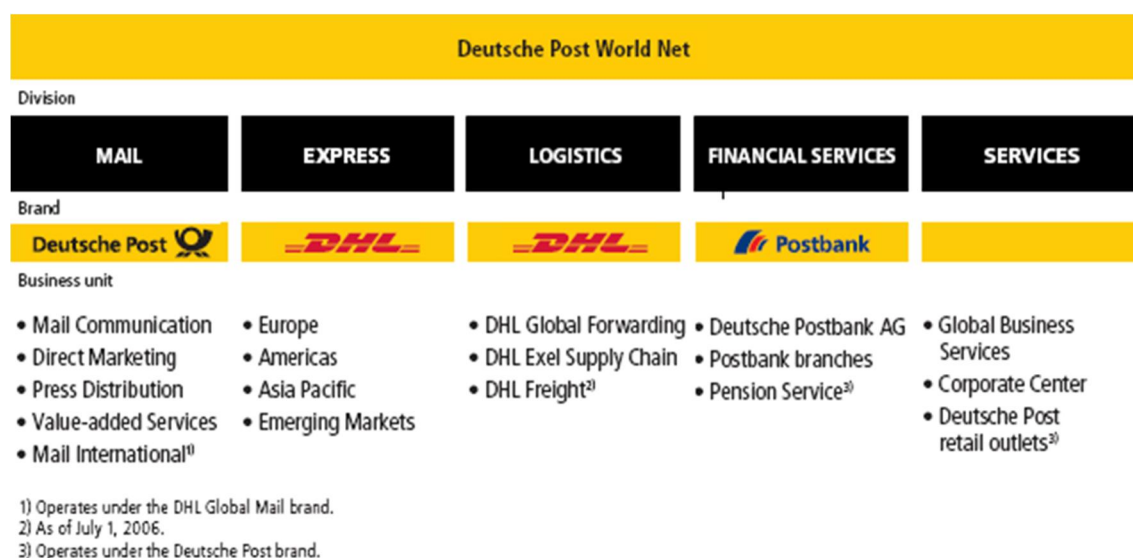 Deutsche Post World Net
Division
MAIL
EXPRESS
LOGISTICS
FINANCIAL SERVICES
SERVICES
Brand
Deutsche Post
DHL
DHL
Postbank
Business unit
• Mail Communication
• Direct Marketing
• Press Distribution
• Value-added Services
• Mail International¹⁾
• Europe
• Americas
• Asia Pacific
• Emerging Markets
• DHL Global Forwarding
• DHL Exel Supply Chain
• DHL Freight²⁾
• Deutsche Postbank AG
• Postbank branches
• Pension Service³⁾
• Global Business
Services
• Corporate Center
• Deutsche Post
retail outlets³⁾
1) Operates under the DHL Global Mail brand.
2) As of July 1, 2006.
3) Operates under the Deutsche Post brand.